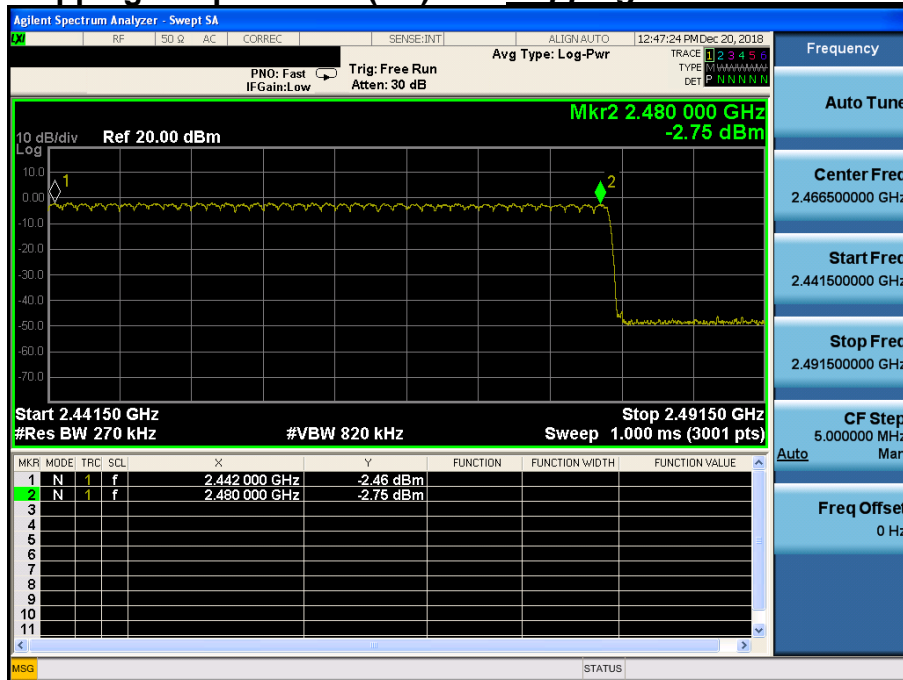 Agilent Spectrum Analyzer - Swept SA
LXI RF 50 Ω AC CORREC SENSE:INT ALIGN AUTO 12:47:24 PM Dec 20, 2018
Avg Type: Log-Pwr TRACE 1 2 3 4 5 6
PNO: Fast Trig: Free Run TYPE M WWWWW
IFGain:Low Atten: 30 dB DET P N N N N N
Frequency
Auto Tune
Center Freq
2.466500000 GHz
Start Freq
2.441500000 GHz
Stop Freq
2.491500000 GHz
CF Step
5.000000 MHz
Auto Man
Freq Offset
0 Hz
Mkr2 2.480 000 GHz
-2.75 dBm
10 dB/div Ref 20.00 dBm
Log
10.0
0.00
-10.0
-20.0
-30.0
-40.0
-50.0
-60.0
-70.0
1
2
Start 2.44150 GHz Stop 2.49150 GHz
#Res BW 270 kHz #VBW 820 kHz Sweep 1.000 ms (3001 pts)
MKR MODE TRC SCL X Y FUNCTION FUNCTION WIDTH FUNCTION VALUE
1 N 1 f 2.442 000 GHz -2.46 dBm
2 N 1 f 2.480 000 GHz -2.75 dBm
3
4
5
6
7
8
9
10
11
MSG STATUS